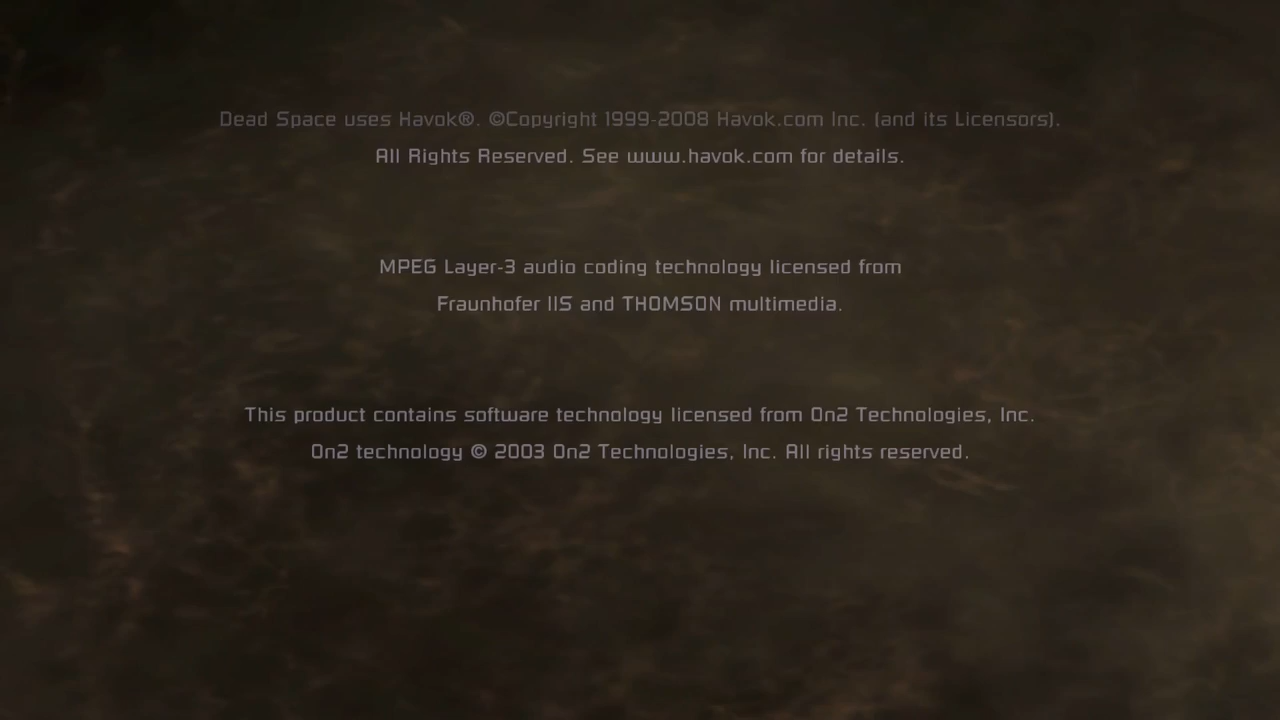 Dead Space uses Havok®. ©Copyright 1999-2008 Havok.com Inc. (and its Licensors).
All Rights Reserved. See www.havok.com for details.
MPEG Layer-3 audio coding technology licensed from
Fraunhofer IIS and THOMSON multimedia.
This product contains software technology licensed from On2 Technologies, Inc.
On2 technology © 2003 On2 Technologies, Inc. All rights reserved.